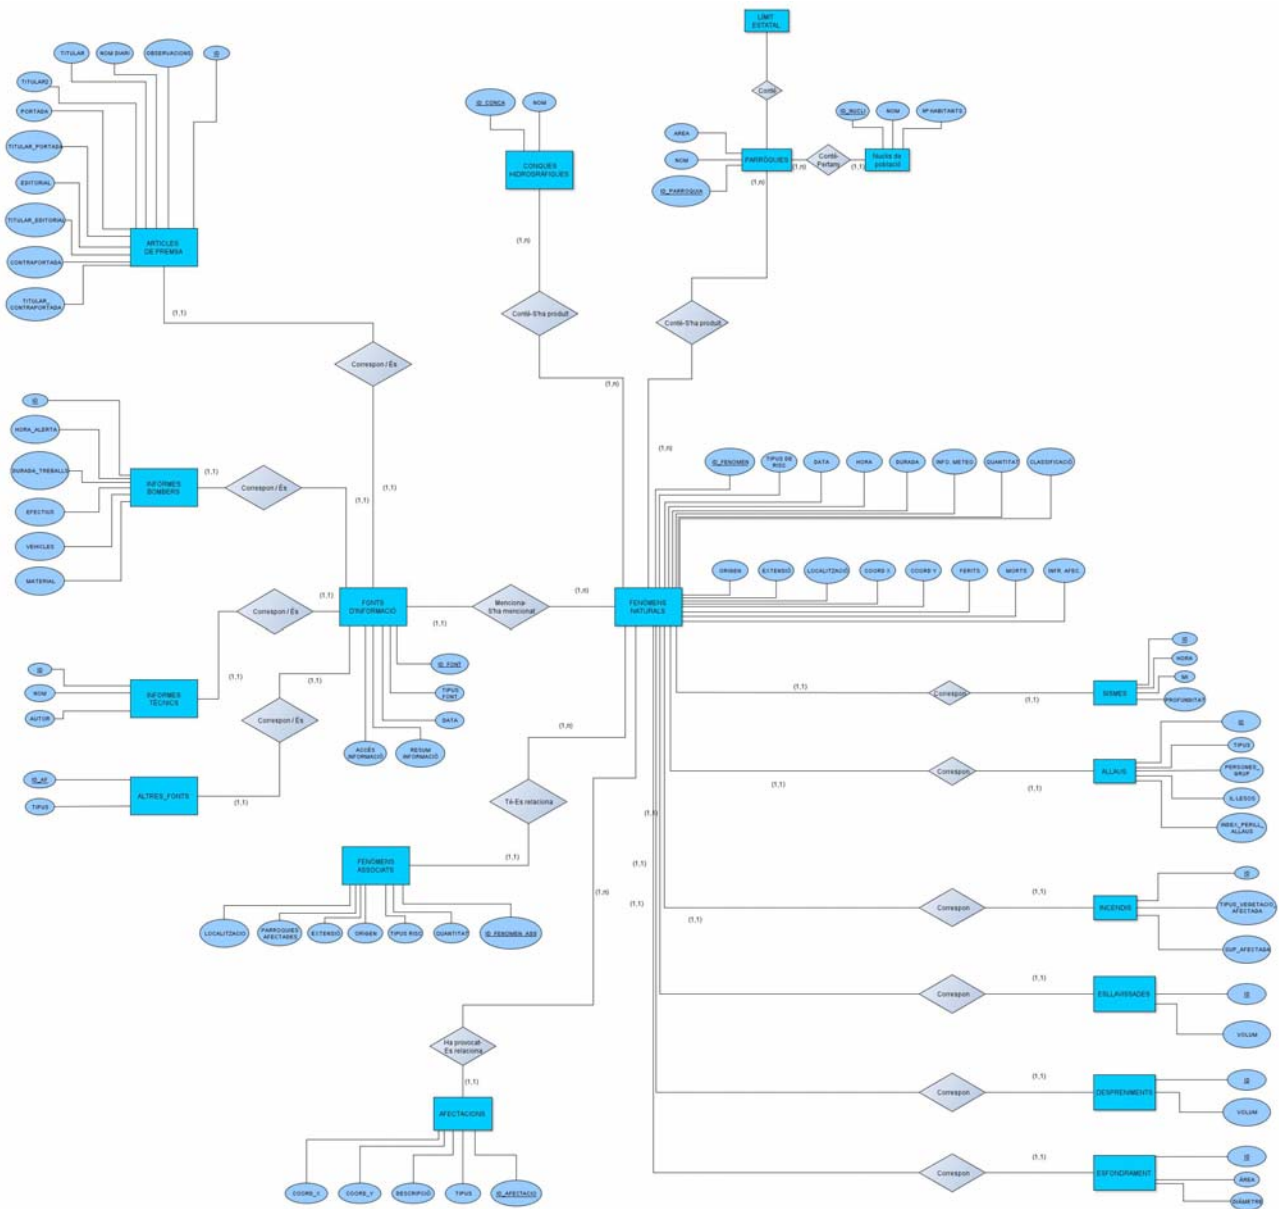 LÍMIT
ESTATAL
Conté
TITULAR
NOM DIARI
OBSERVACIONS
ID
TITULAR2
PORTADA
TITULAR_PORTADA
EDITORIAL
TITULAR_EDITORIAL
CONTRAPORTADA
TITULAR_
CONTRAPORTADA
ARTICLES
DE PREMSA
(1,1)
ID_CONCA
NOM
CONQUES
HIDROGRÀFIQUES
(1,n)
AREA
NOM
ID_PARROQUIA
PARRÒQUIES
(1,n)
(1,n)
Conté-
Pertany
(1,1)
ID_NUCLI
NOM
Nº HABITANTS
Nuclis de
població
Conté-S'ha produït
Conté-S'ha produït
(1,n)
(1,n)
Correspon / És
(1,1)
ID
HORA_ALERTA
DURADA_TREBALLS
EFECTIUS
VEHICLES
MATERIAL
INFORMES
BOMBERS
(1,1)
Correspon / És
(1,1)
ID_FENOMEN
TIPUS DE
RISC
DATA
HORA
DURADA
INFO. METEO
QUANTITAT
CLASSIFICACIÓ
ORIGEN
EXTENSIÓ
LOCALITZACIÓ
COORD X
COORD Y
FERITS
MORTS
INFR. AFEC.
FONTS
D'INFORMACIÓ
(1,1)
Menciona-
S'ha mencionat
(1,n)
FENÒMENS
NATURALS
Correspon / És
(1,1)
(1,1)
ID
NOM
AUTOR
INFORMES
TÈCNICS
Correspon / És
(1,1)
(1,1)
ID_AF
TIPUS
ALTRES_FONTS
ID_FONT
TIPUS
FONT
DATA
ACCÉS
INFORMACIÓ
RESUM
INFORMACIÓ
(1,n)
Té-Es relaciona
(1,1)
FENÒMENS
ASSOCIATS
LOCALITZACIÓ
PARROQUIES
AFECTADES
EXTENSIÓ
ORIGEN
TIPUS RISC
QUANTITAT
ID_FENOMEN_ASS
(1,n)
Ha provocat-
Es relaciona
(1,1)
AFECTACIONS
COORD_X
COORD_Y
DESCRIPCIÓ
TIPUS
ID_AFECTACIO
(1,1)
Correspon
(1,1)
SISMES
ID
HORA
PROFUNDITAT
(1,1)
Correspon
(1,1)
ALLAUS
ID
TIPUS
PERSONES_
GRUP
IL·LESOS
INDEX_PERILL_
ALLAUS
(1,1)
(1,1)
(1,1)
(1,1)
Correspon
(1,1)
INCENDIS
ID
TIPUS_VEGETACIO_
AFECTADA
SUP_AFECTADA
Correspon
(1,1)
ESLLAVISSADES
ID
VOLUM
Correspon
(1,1)
DESPRENIMENTS
ID
VOLUM
Correspon
(1,1)
ESFONDRAMENT
ID
ÀREA
DIÀMETRE